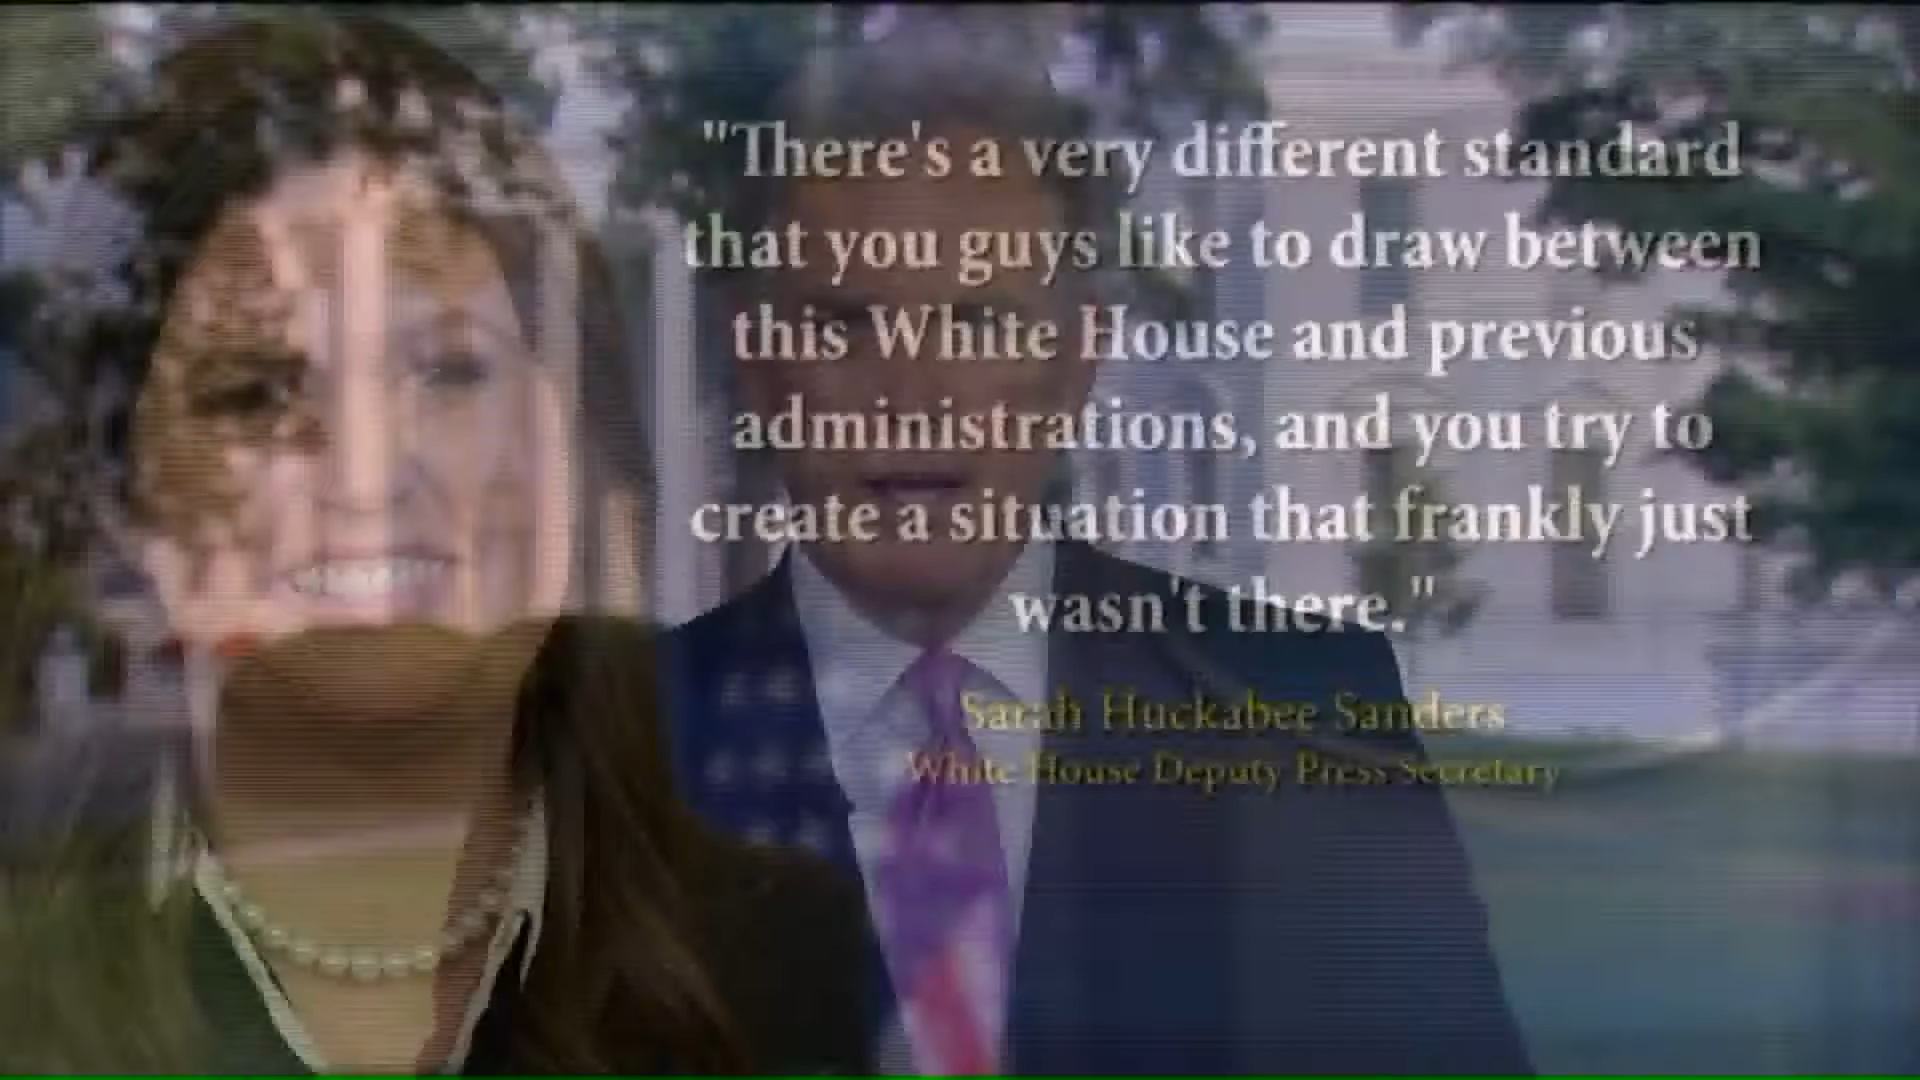 "There's a very different standard
that you guys like to draw between
this White House and previous
administrations, and you try to
create a situation that frankly just
wasn't there."
Sarah Huckabee Sanders
White House Deputy Press Secretary